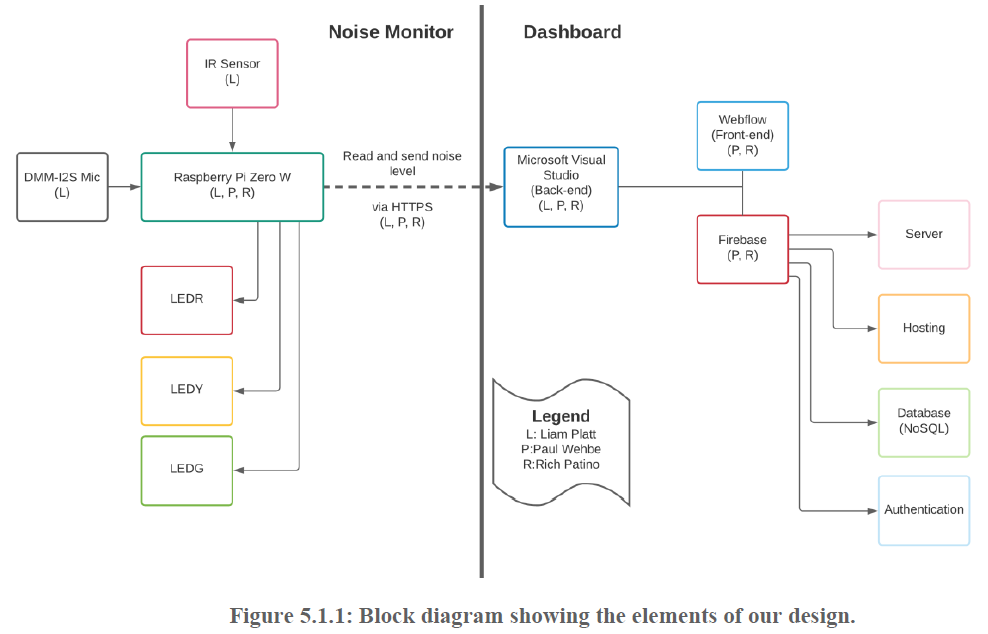 Noise Monitor
Dashboard
IR Sensor
(L)
DMM-I2S Mic
(L)
Raspberry Pi Zero W
(L, P, R)
Read and send noise
level
via HTTPS
(L, P, R)
Microsoft Visual
Studio
(Back-end)
(L, P, R)
Webflow
(Front-end)
(P, R)
Firebase
(P, R)
Server
Hosting
Database
(NoSQL)
Authentication
LEDR
LEDY
LEDG
Legend
L: Liam Platt
P:Paul Wehbe
R:Rich Patino
Figure 5.1.1: Block diagram showing the elements of our design.